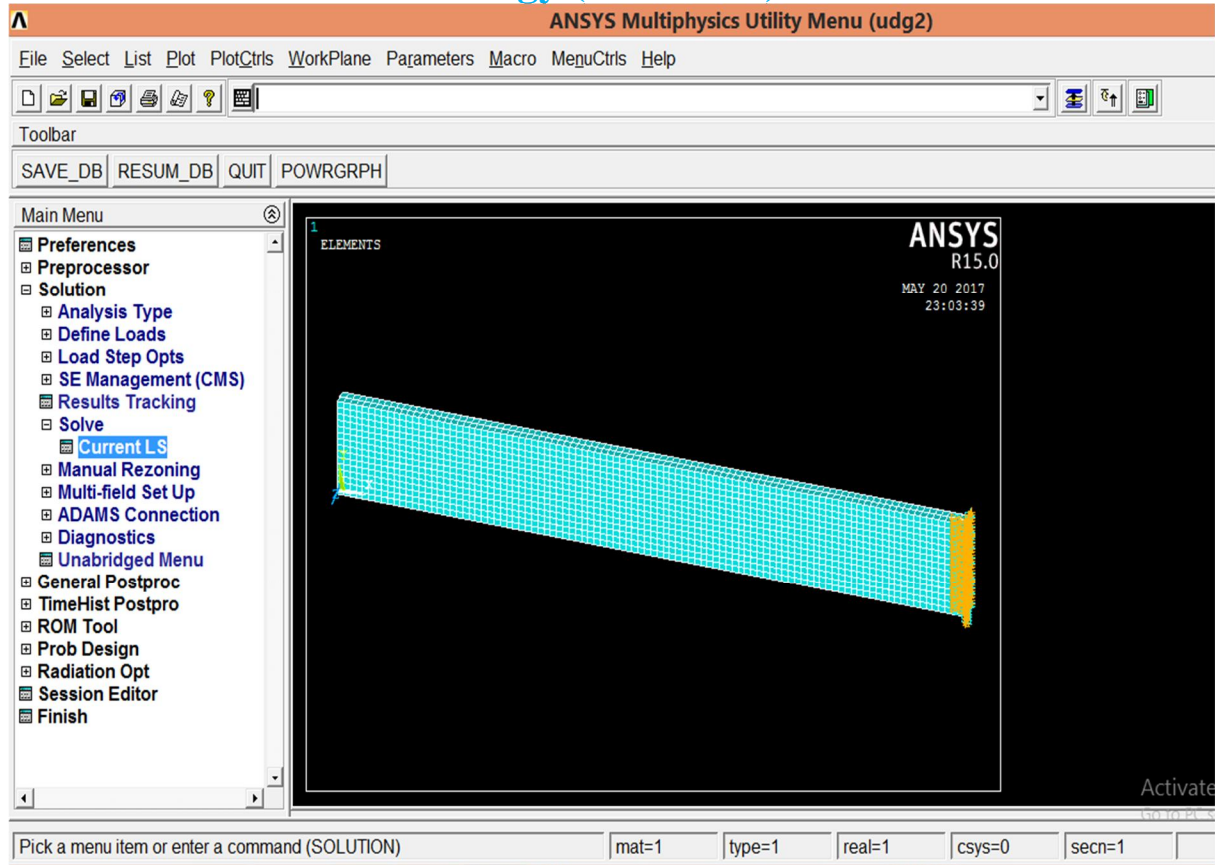 ANSYS Multiphysics Utility Menu (udg2)
File Select List Plot PlotCtrls WorkPlane Parameters Macro MenuCtrls Help
Toolbar
SAVE_DB RESUM_DB QUIT POWRGRPH
Main Menu
Preferences
Preprocessor
Solution
Analysis Type
Define Loads
Load Step Opts
SE Management (CMS)
Results Tracking
Solve
Current LS
Manual Rezoning
Multi-field Set Up
ADAMS Connection
Diagnostics
Unabridged Menu
General Postproc
TimeHist Postpro
ROM Tool
Prob Design
Radiation Opt
Session Editor
Finish
1
ELEMENTS
ANSYS
R15.0
MAY 20 2017
23:03:39
Activate
Go to PC s
Pick a menu item or enter a command (SOLUTION) mat=1 type=1 real=1 csys=0 secn=1